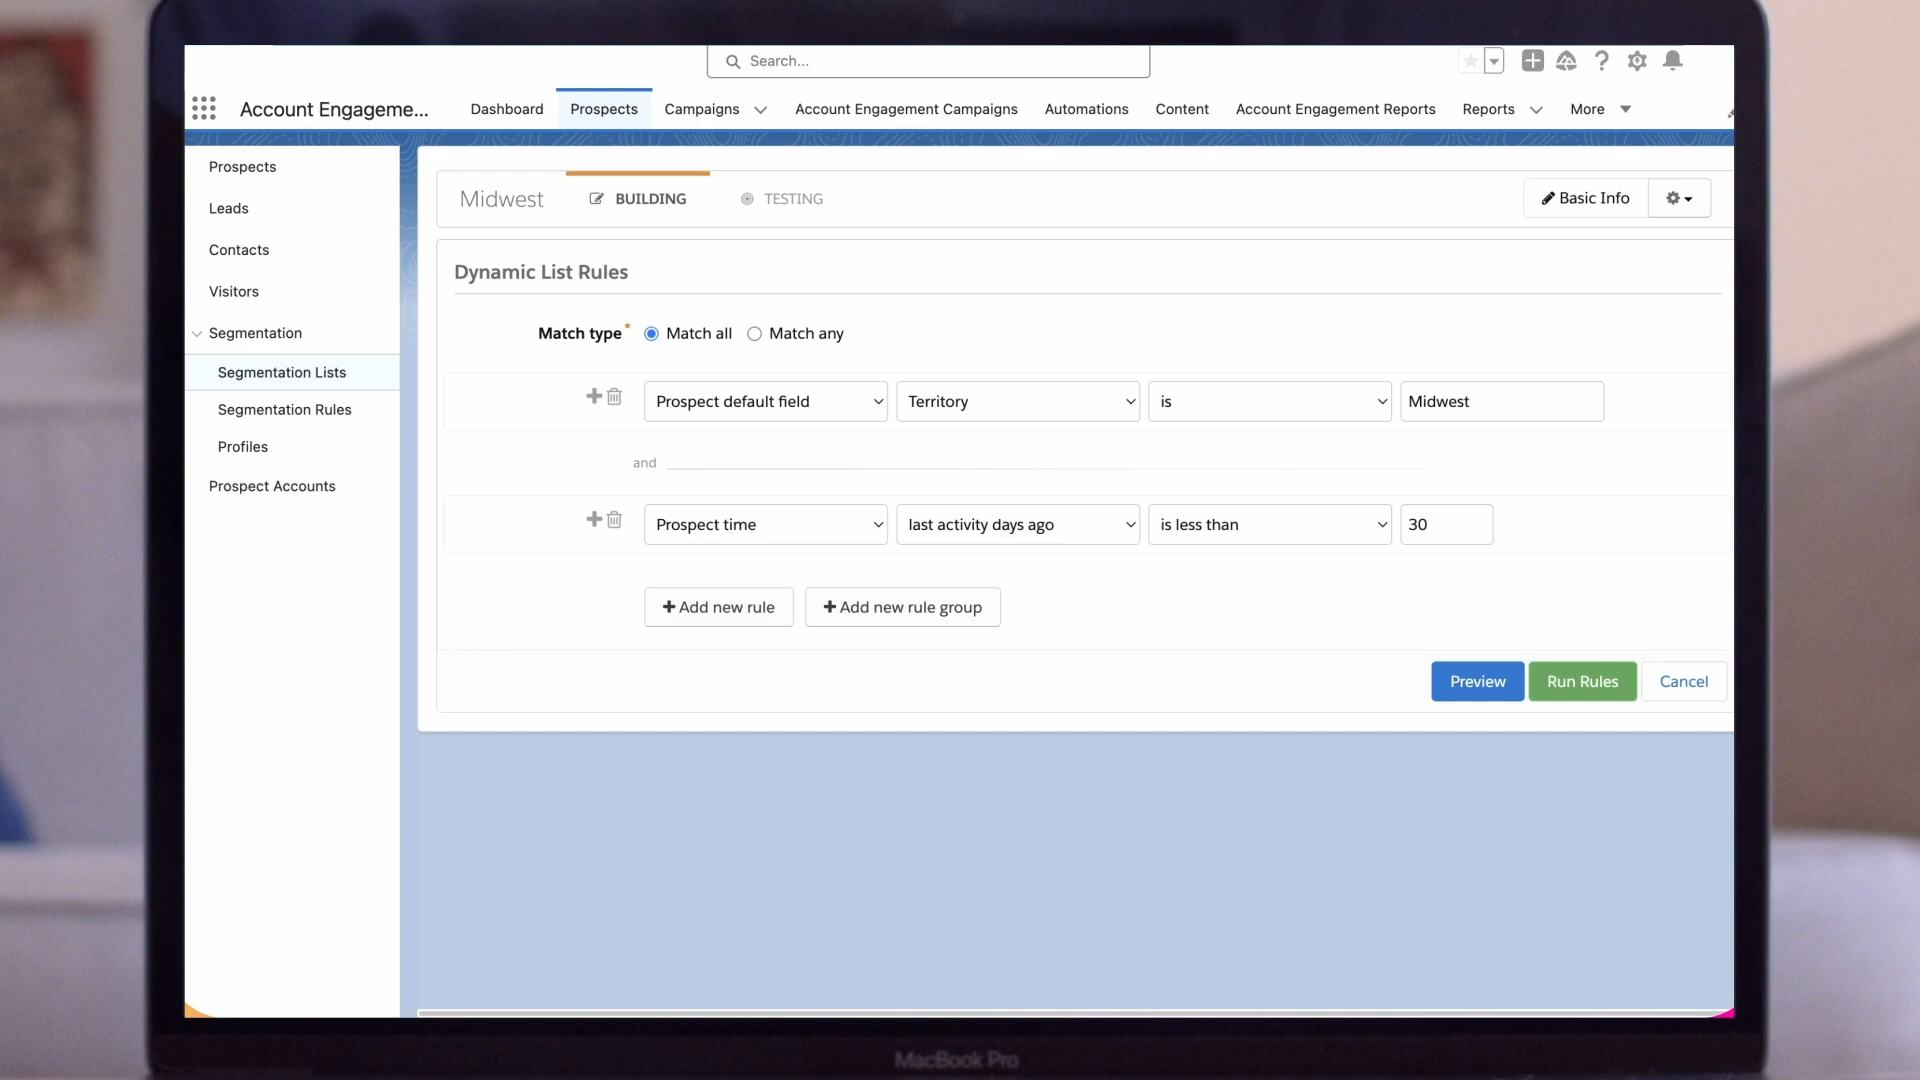 Search...
Account Engageme...
Dashboard
Prospects
Campaigns
Account Engagement Campaigns
Automations
Content
Account Engagement Reports
Reports
More
Prospects
Leads
Contacts
Visitors
Segmentation
Segmentation Lists
Segmentation Rules
Profiles
Prospect Accounts
Midwest
BUILDING
TESTING
Basic Info
Dynamic List Rules
Match type* Match all Match any
Prospect default field Territory is Midwest
and
Prospect time last activity days ago is less than 30
Add new rule Add new rule group
Preview Run Rules Cancel
MacBook Pro